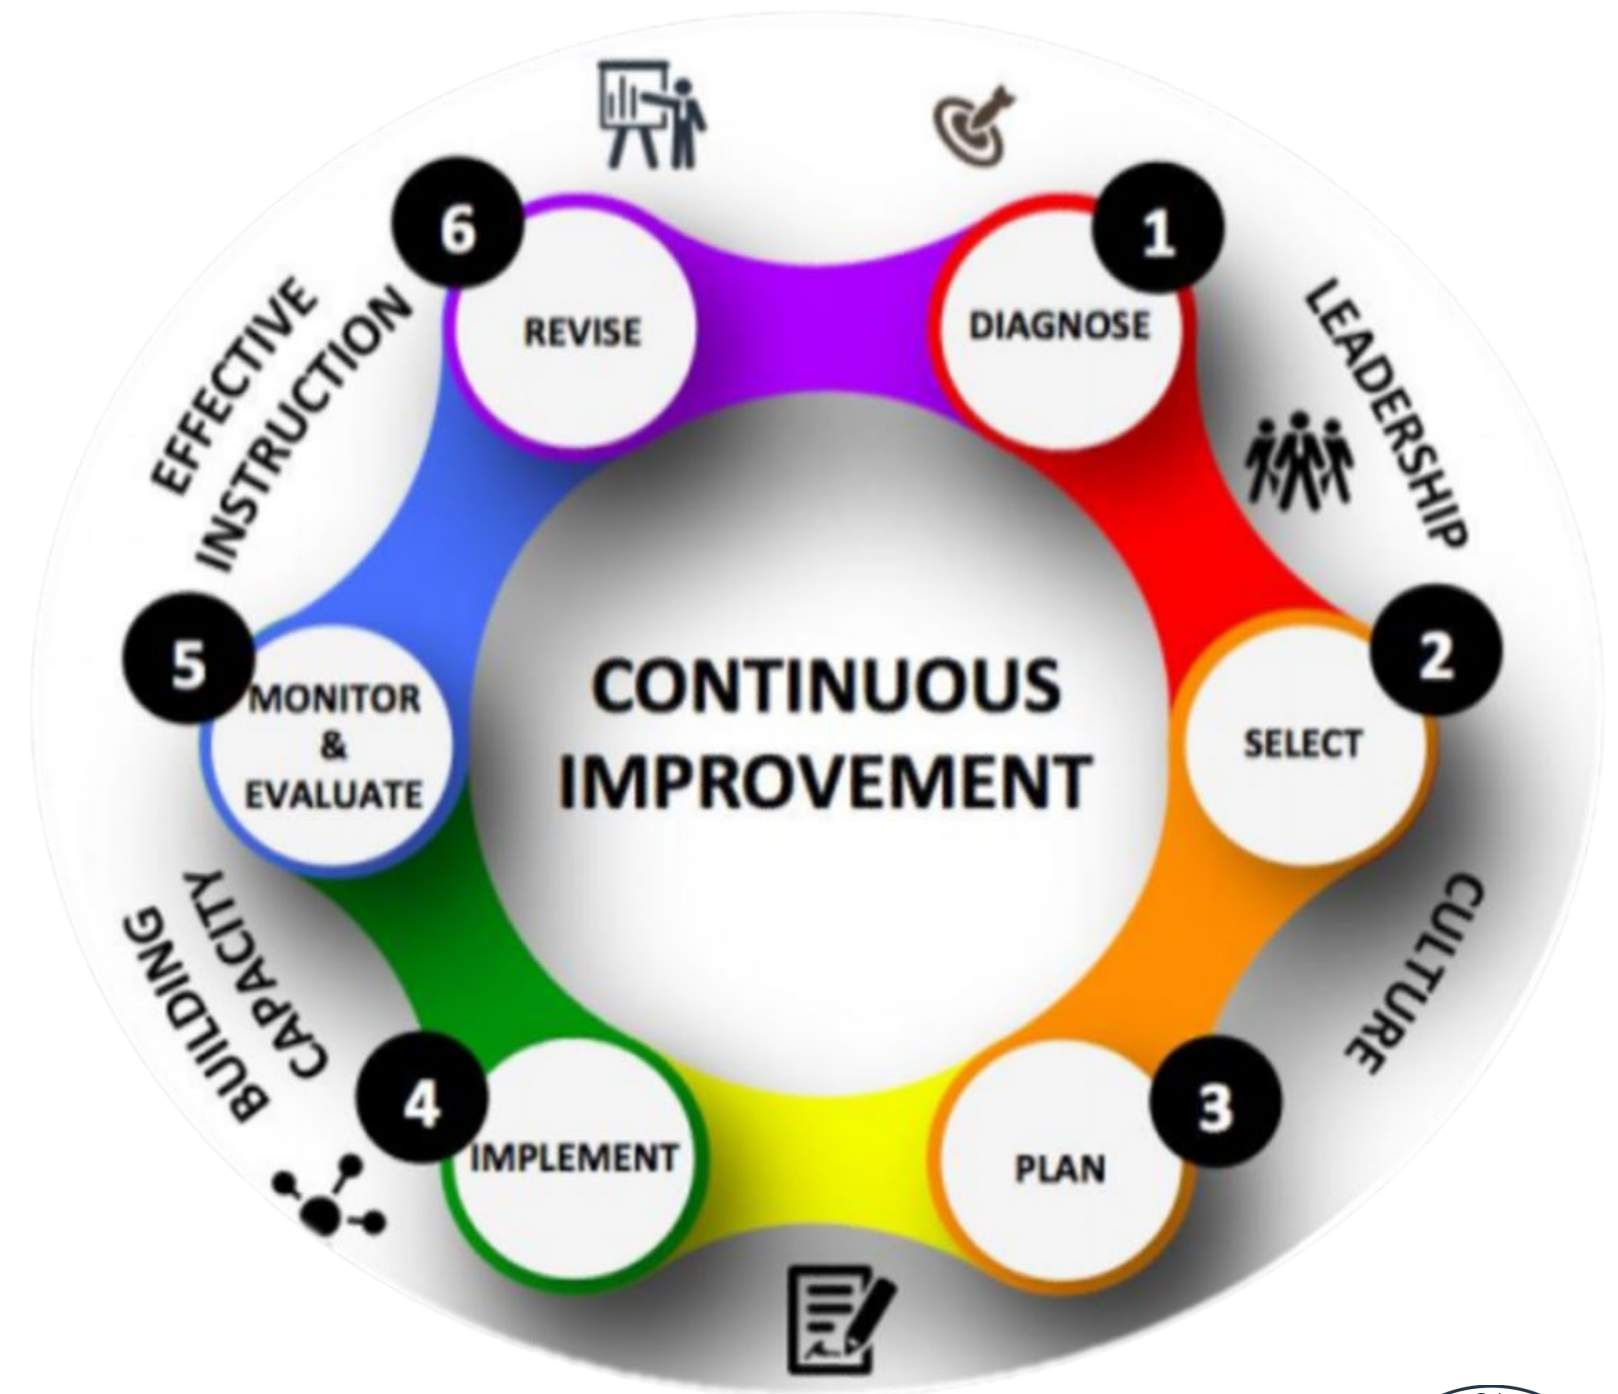 1
DIAGNOSE
LEADERSHIP
2
SELECT
CULTURE
3
PLAN
4
IMPLEMENT
BUILDING
CAPACITY
5
MONITOR
&
EVALUATE
EFFECTIVE
INSTRUCTION
6
REVISE
CONTINUOUS
IMPROVEMENT